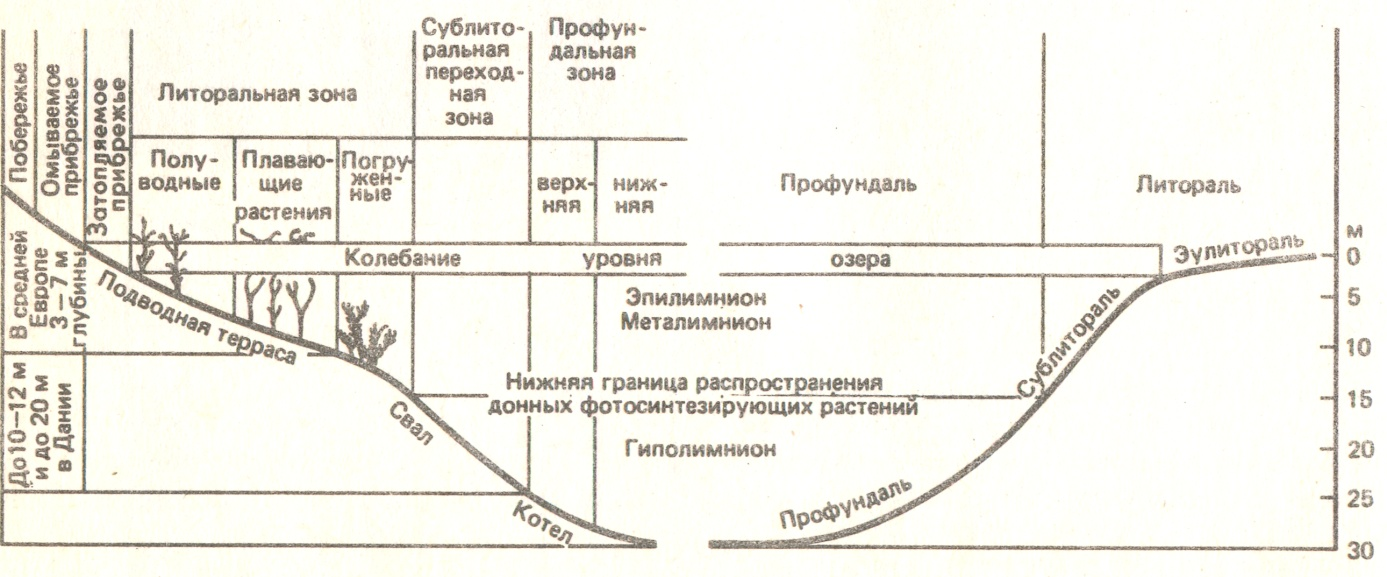 Побережье
Омываемое
прибрежье
Затопляемое
прибрежье
Литоральная зона
Сублито-
ральная
переход-
ная
зона
Профун-
дальная
зона
Полу-
водные
Плаваю-
щие
растения
Погру-
жен-
ные
верх-
няя
ниж-
няя
Профундаль
Литораль
Колебание уровня озера
В средней
Европе
3–7 м
глубины
До 10–12 м
и до 20 м
в Дании
Подводная терраса
Свал
Котел
Эпилимнион
Металимнион
Нижняя граница распространения
донных фотосинтезирующих растений
Гиполимнион
Профундаль
Сублитораль
Эулитораль
м
0
5
10
15
20
25
30